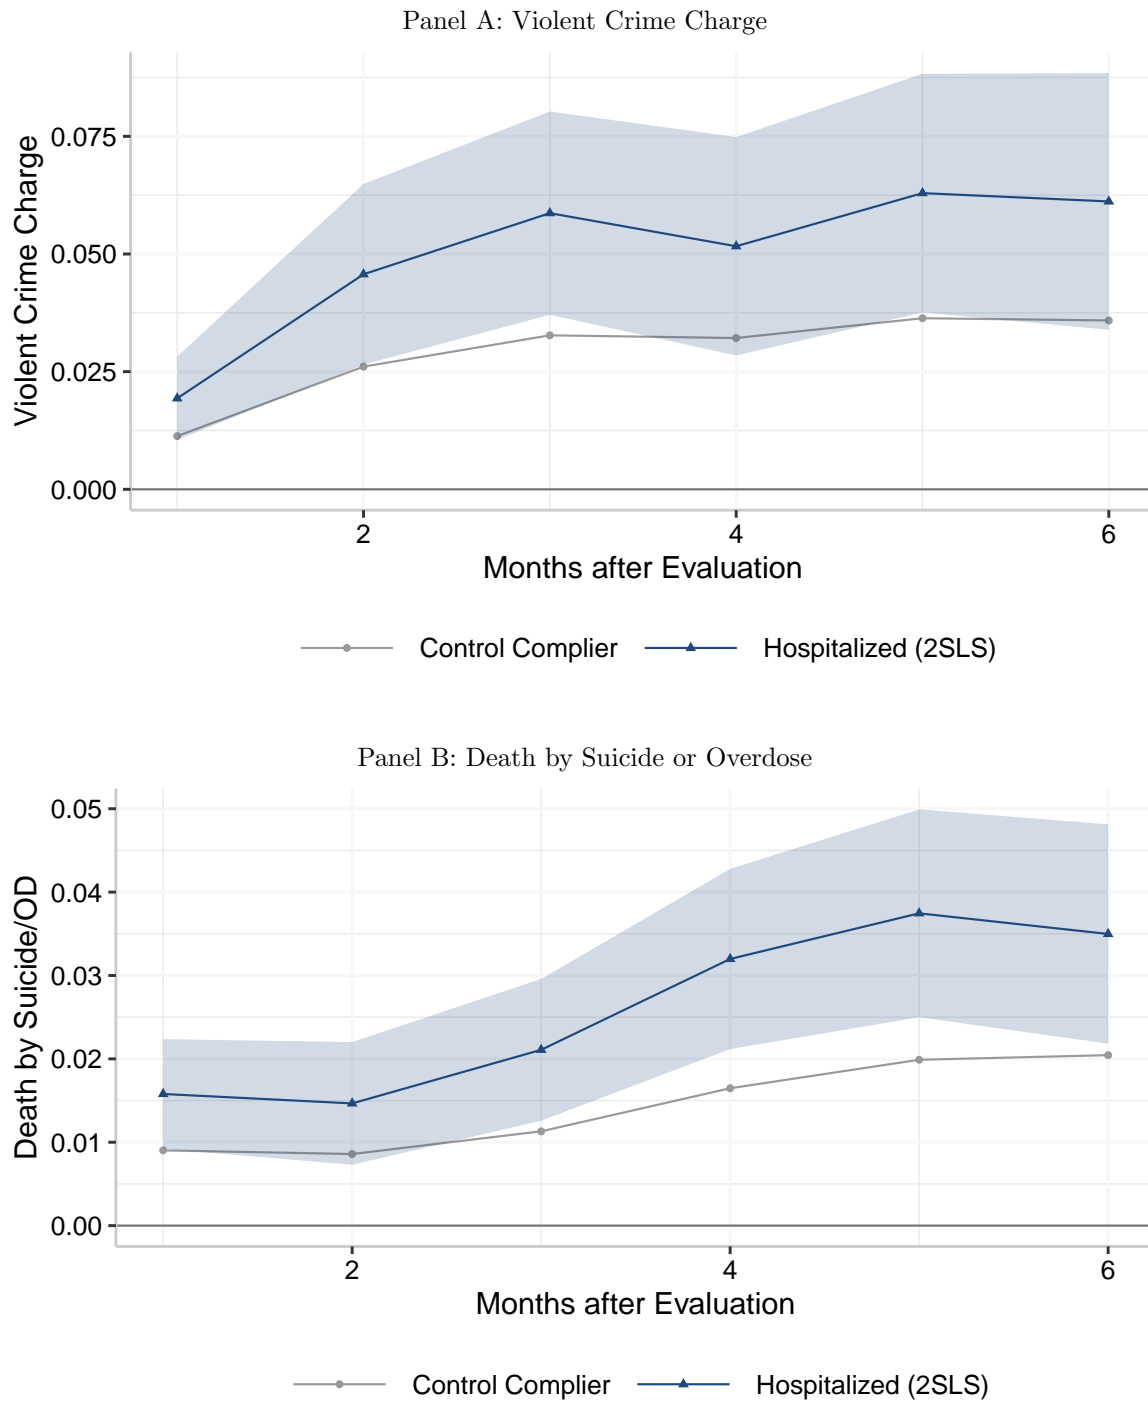 Panel A: Violent Crime Charge
Violent Crime Charge
0.075
0.050
0.025
0.000
2 4 6
Months after Evaluation
Control Complier Hospitalized (2SLS)
Panel B: Death by Suicide or Overdose
Death by Suicide/OD
0.05
0.04
0.03
0.02
0.01
0.00
2 4 6
Months after Evaluation
Control Complier Hospitalized (2SLS)